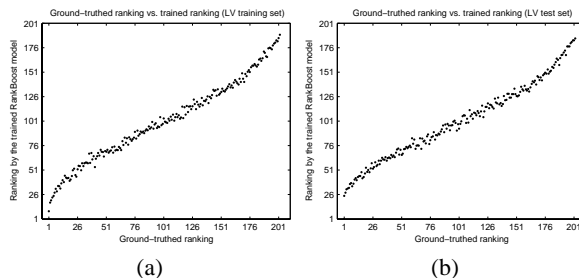 Ground−truthed ranking vs. trained ranking (LV training set)
201
176
151
126
101
76
51
26
1
Ranking by the trained RankBoost model
1 26 51 76 101 126 151 176 201
Ground−truthed ranking
(a)
Ground−truthed ranking vs. trained ranking (LV test set)
201
176
151
126
101
76
51
26
1
Ranking by the trained RankBoost model
1 26 51 76 101 126 151 176 201
Ground−truthed ranking
(b)